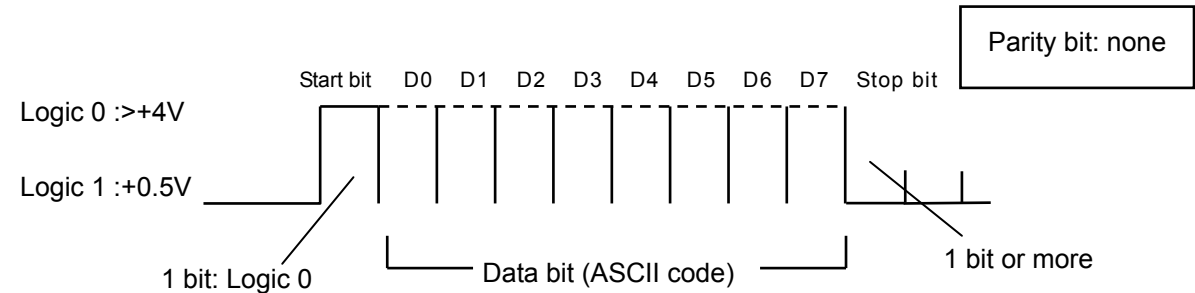 Parity bit: none
Start bit D0 D1 D2 D3 D4 D5 D6 D7 Stop bit
Logic 0 :>+4V
Logic 1 :+0.5V
1 bit: Logic 0
Data bit (ASCII code)
1 bit or more